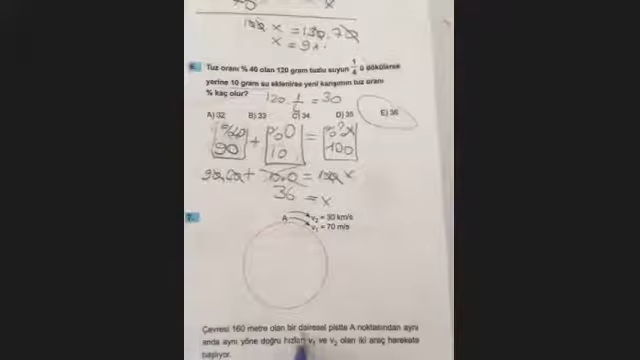 x = 130.70
x = 91.
6. Tuz oranı % 40 olan 120 gram tuzlu suyun 1/4 ü dökülerek
yerine 10 gram su eklenirse yeni karışımın tuz oranı
% kaç olur?
120. 1/4 = 30
A) 32 B) 33 C) 34 D) 35 E) 36
%40 + %0 = %?x
90 10 100
36 = x
7.
A v₂ = 30 km/s
v₁ = 70 m/s
Çevresi 160 metre olan bir dairesel pistte A noktasından aynı
anda aynı yöne doğru hızları v₁ ve v₂ olan iki araç harekete
başlıyor.